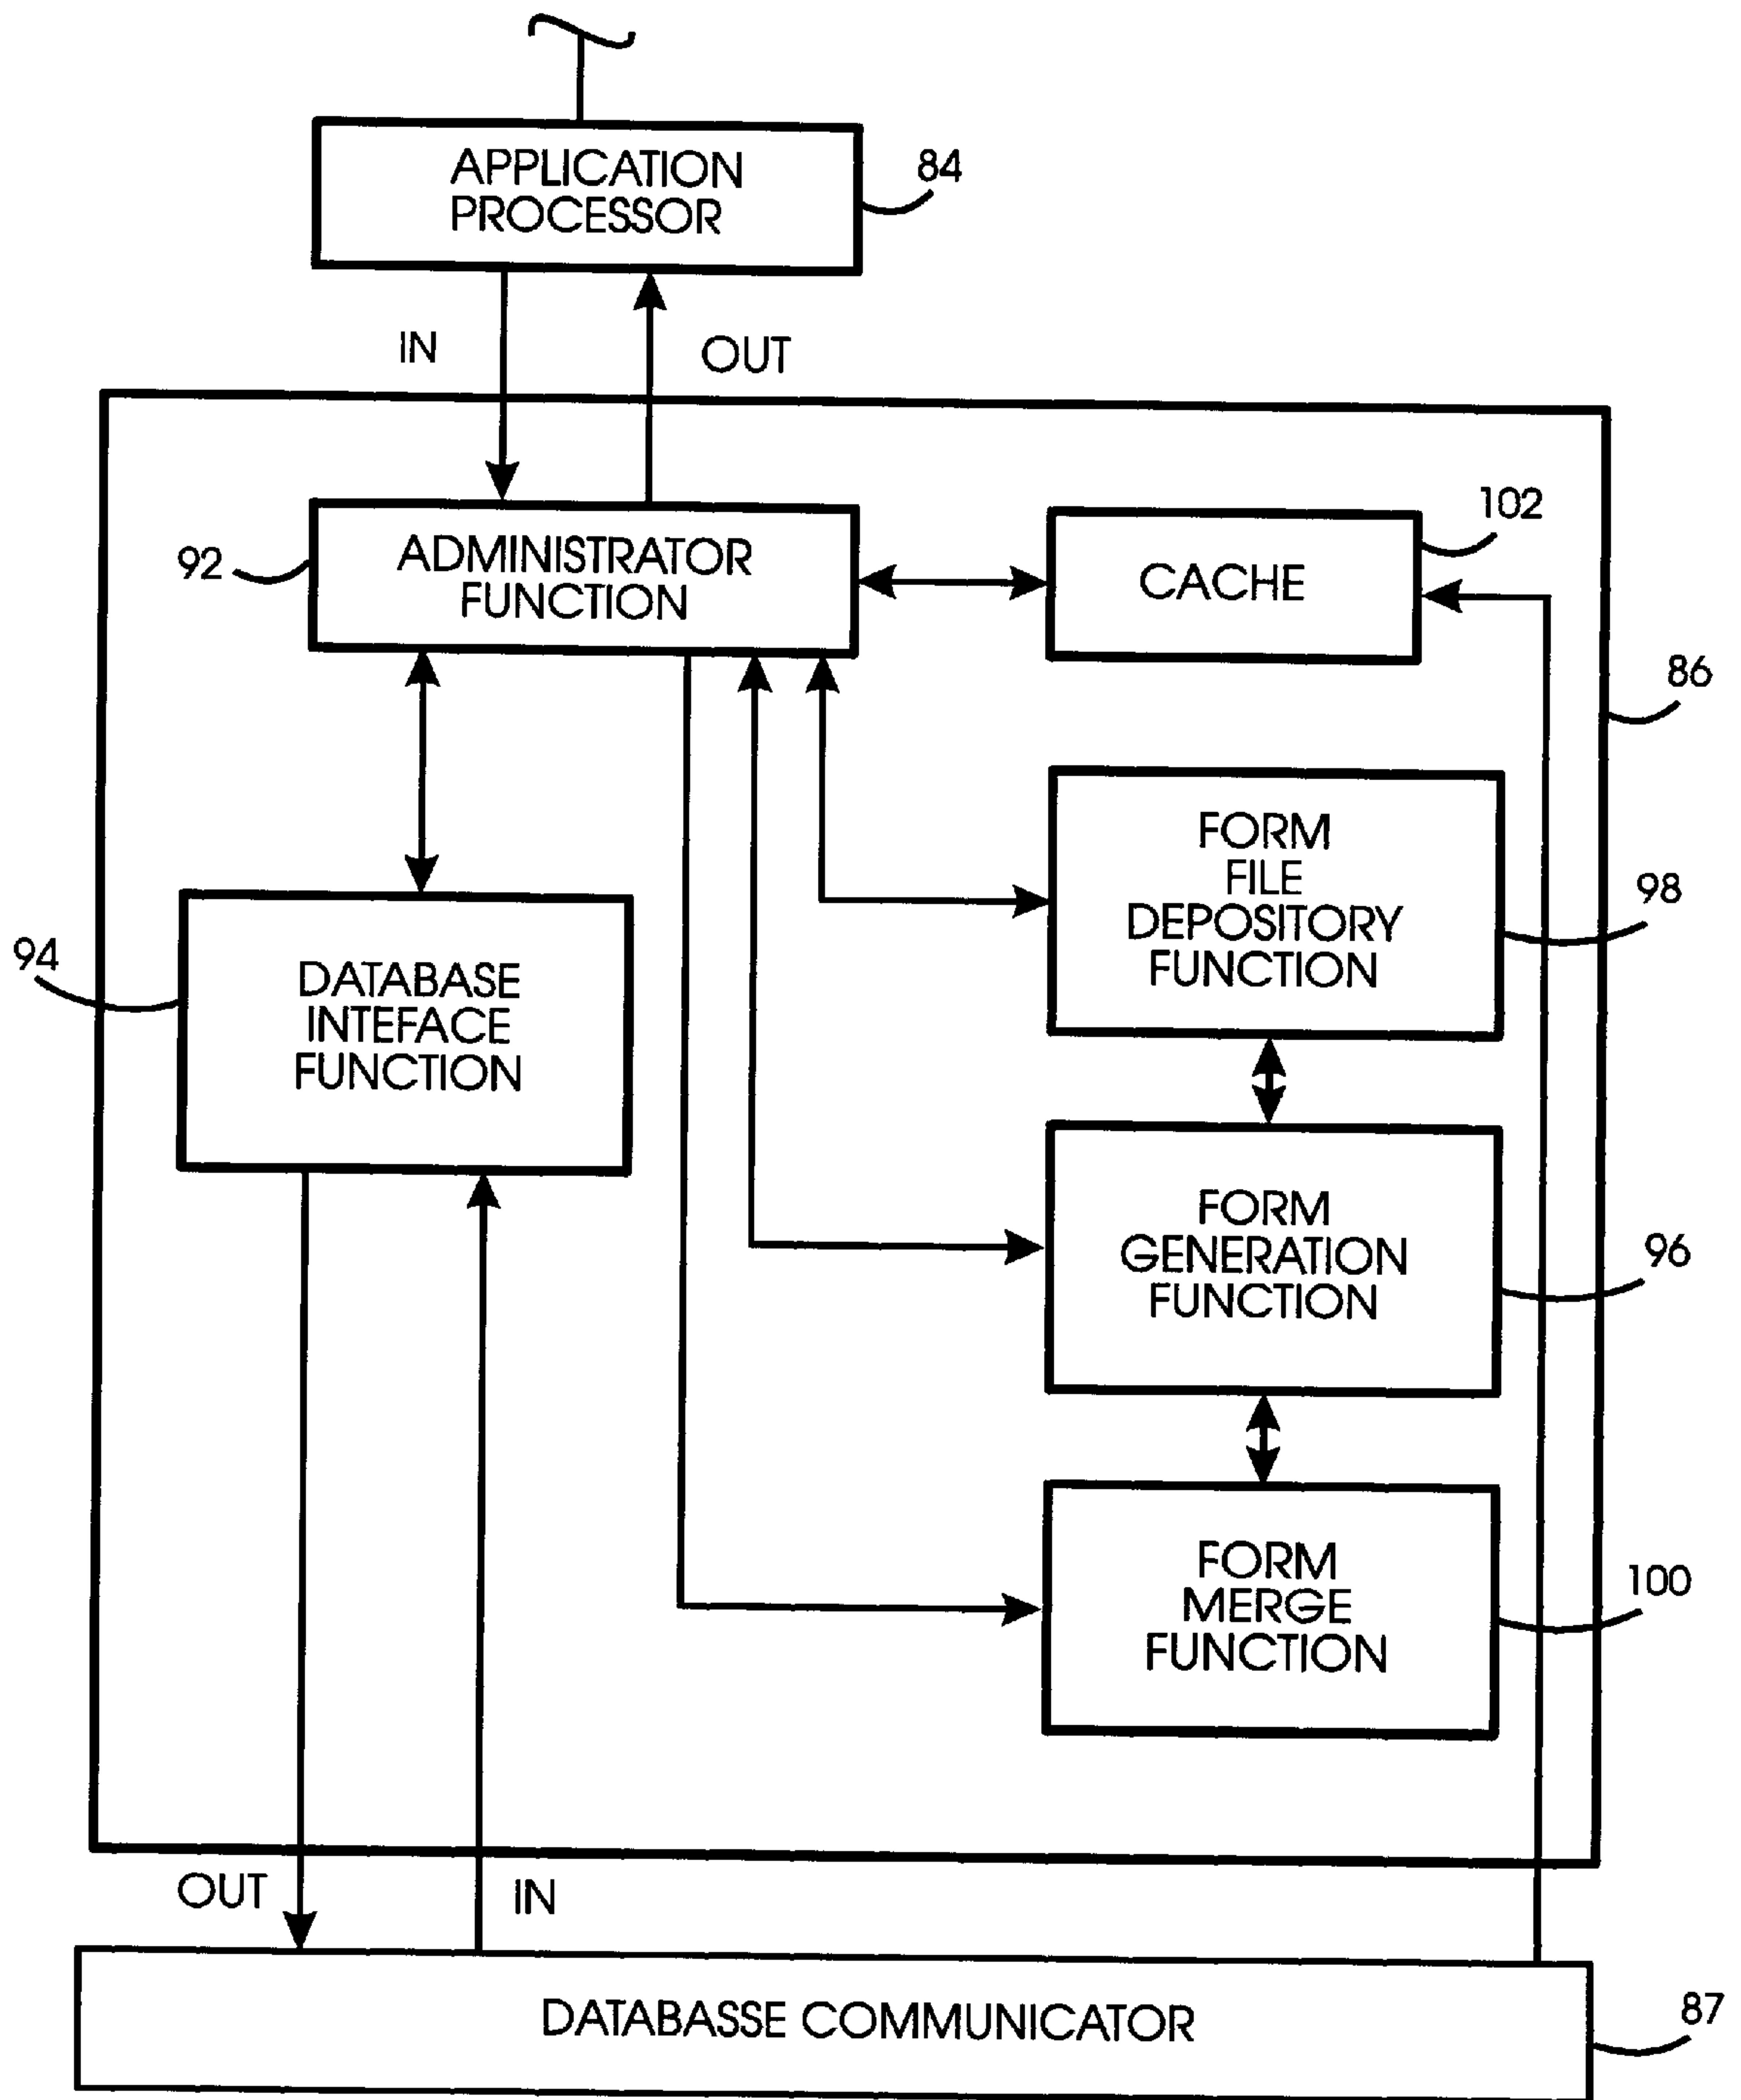 APPLICATION
PROCESSOR
84
IN
OUT
92
ADMINISTRATOR
FUNCTION
CACHE
102
86
FORM
FILE
DEPOSITORY
FUNCTION
98
94
DATABASE
INTEFACE
FUNCTION
FORM
GENERATION
FUNCTION
96
FORM
MERGE
FUNCTION
100
OUT
IN
DATABASSE COMMUNICATOR
87